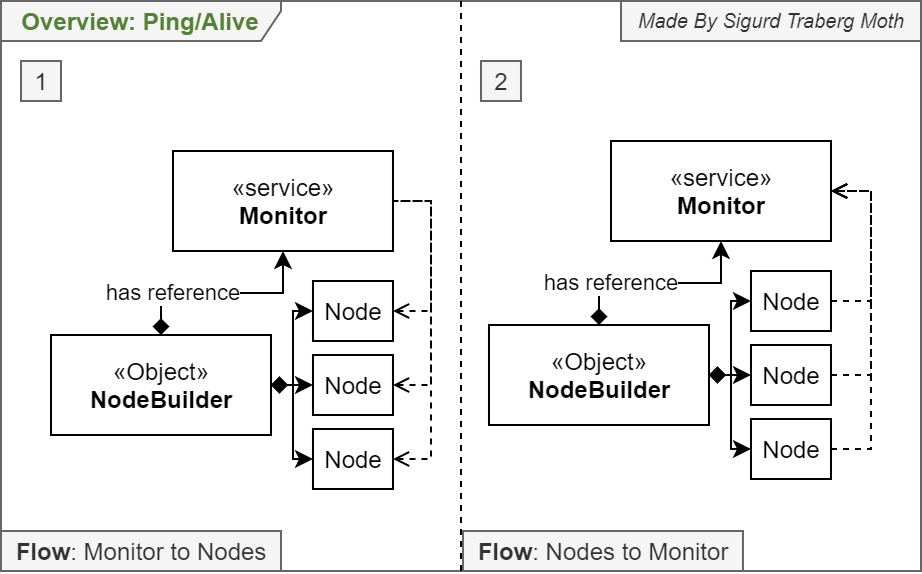 Overview: Ping/Alive
Made By Sigurd Traberg Moth
1
«service»
Monitor
has reference
Node
«Object»
NodeBuilder
Node
Node
Flow: Monitor to Nodes
2
«service»
Monitor
has reference
Node
«Object»
NodeBuilder
Node
Node
Flow: Nodes to Monitor